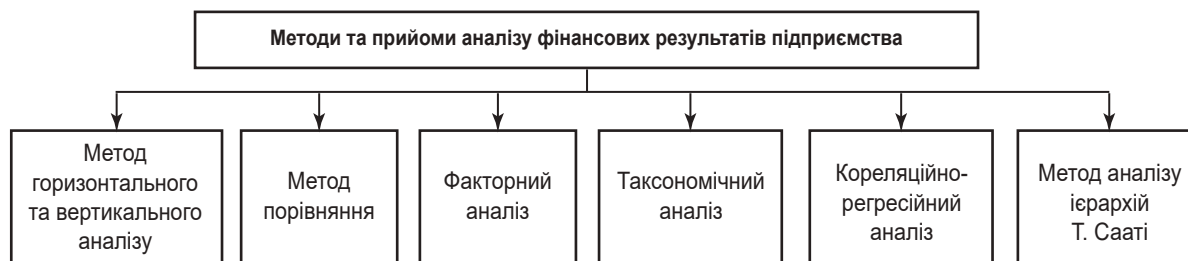 Методи та прийоми аналізу фінансових результатів підприємства
Метод
горизонтального
та вертикального
аналізу
Метод
порівняння
Факторний
аналіз
Таксономічний
аналіз
Кореляційно-
регресійний
аналіз
Метод аналізу
ієрархій
Т. Сааті